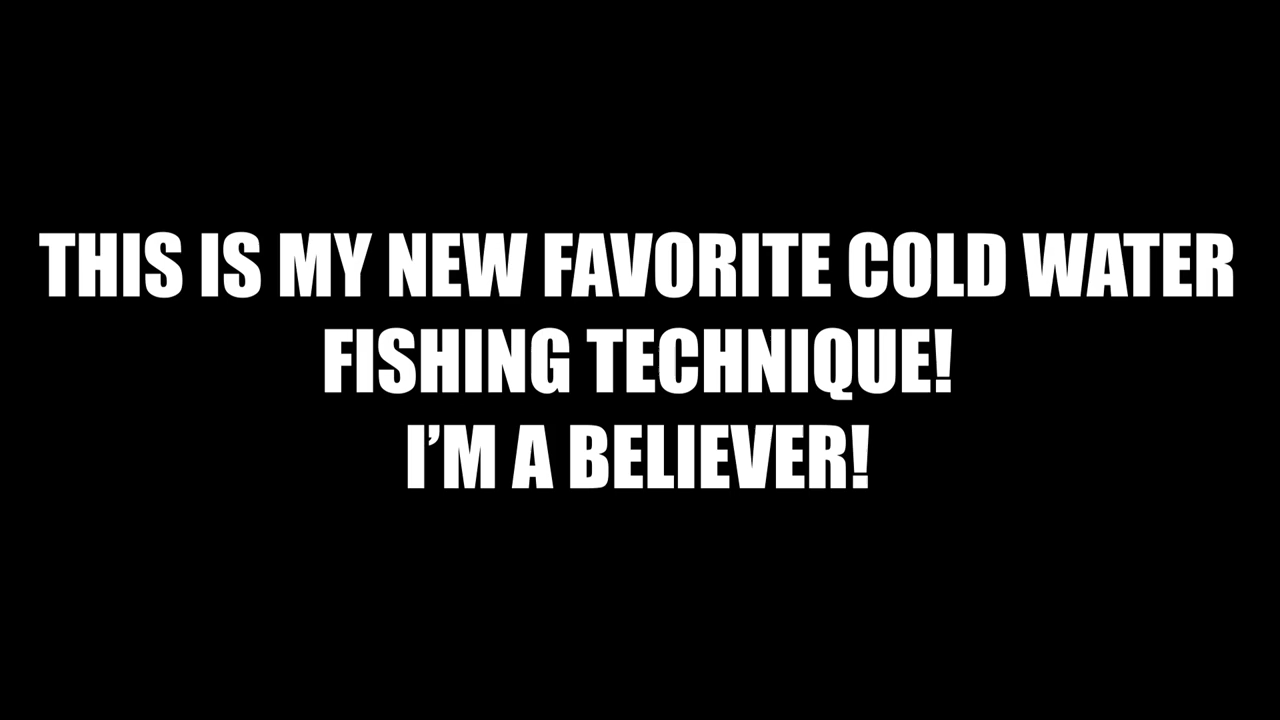 THIS IS MY NEW FAVORITE COLD WATER
FISHING TECHNIQUE!
I’M A BELIEVER!